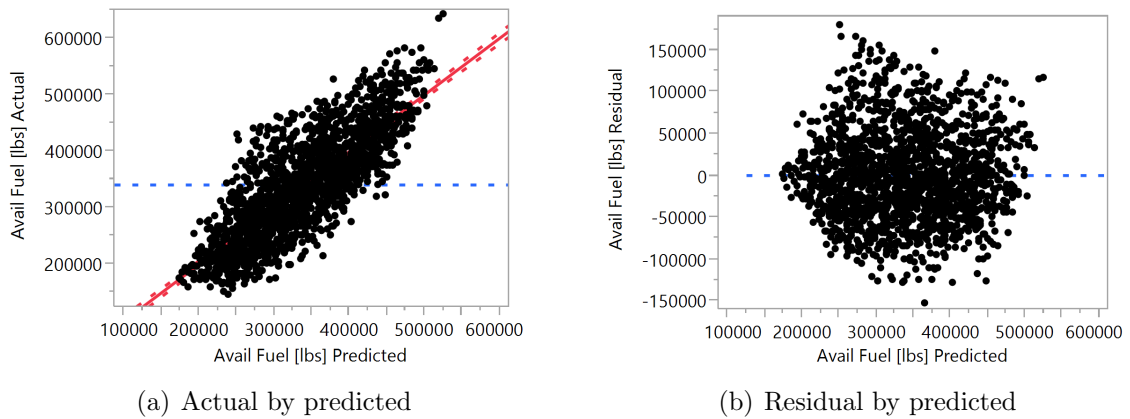 Avail Fuel [lbs] Actual
600000
500000
400000
300000
200000
100000 200000 300000 400000 500000 600000
Avail Fuel [lbs] Predicted
(a) Actual by predicted
Avail Fuel [lbs] Residual
150000
100000
50000
0
-50000
-100000
-150000
100000 200000 300000 400000 500000 600000
Avail Fuel [lbs] Predicted
(b) Residual by predicted